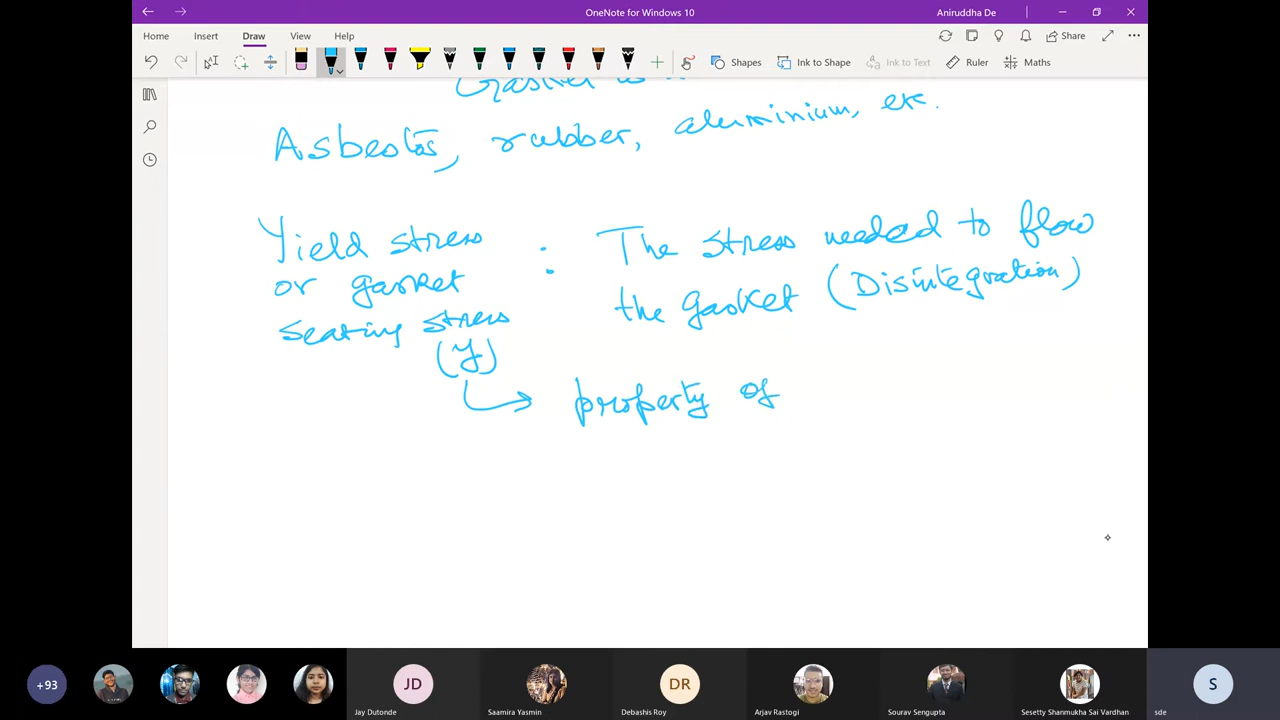 OneNote for Windows 10
Aniruddha De
Home Insert Draw View Help
Share
Shapes Ink to Shape Ink to Text Ruler Maths
Gasket is
Asbestos, rubber, aluminium, etc.
Yield stress
or gasket
seating stress
(y)
: The stress needed to flow
the gasket (Disintegration)
property of
+93
JD
DR
S
Jay Dutonde
Saamira Yasmin
Debashis Roy
Arjav Rastogi
Sourav Sengupta
Sesetty Shanmukha Sai Vardhan
sde